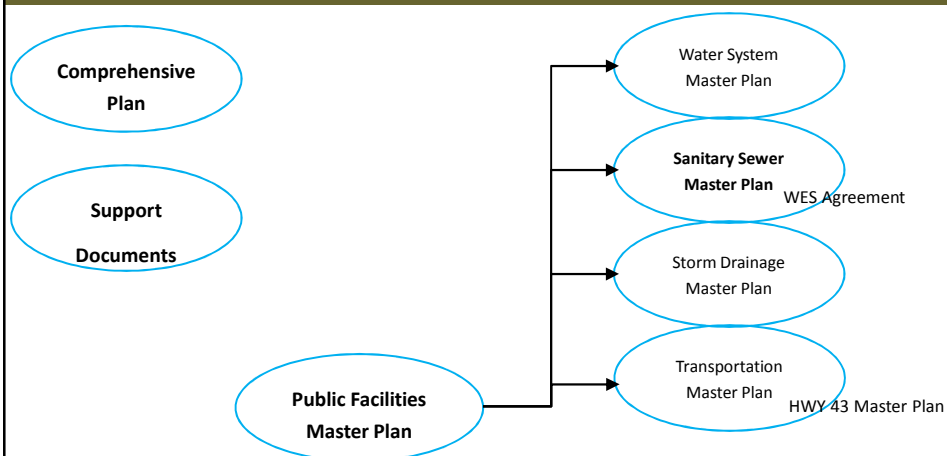 Comprehensive
Plan
Support
Documents
Public Facilities
Master Plan
Water System
Master Plan
Sanitary Sewer
Master Plan
WES Agreement
Storm Drainage
Master Plan
Transportation
Master Plan
HWY 43 Master Plan